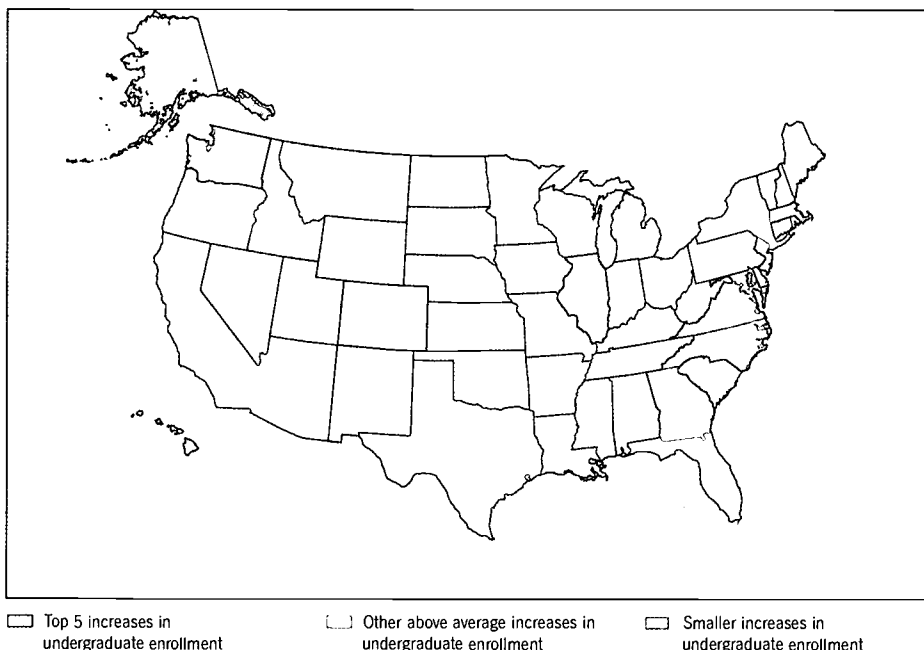 Top 5 increases in
undergraduate enrollment
Other above average increases in
undergraduate enrollment
Smaller increases in
undergraduate enrollment